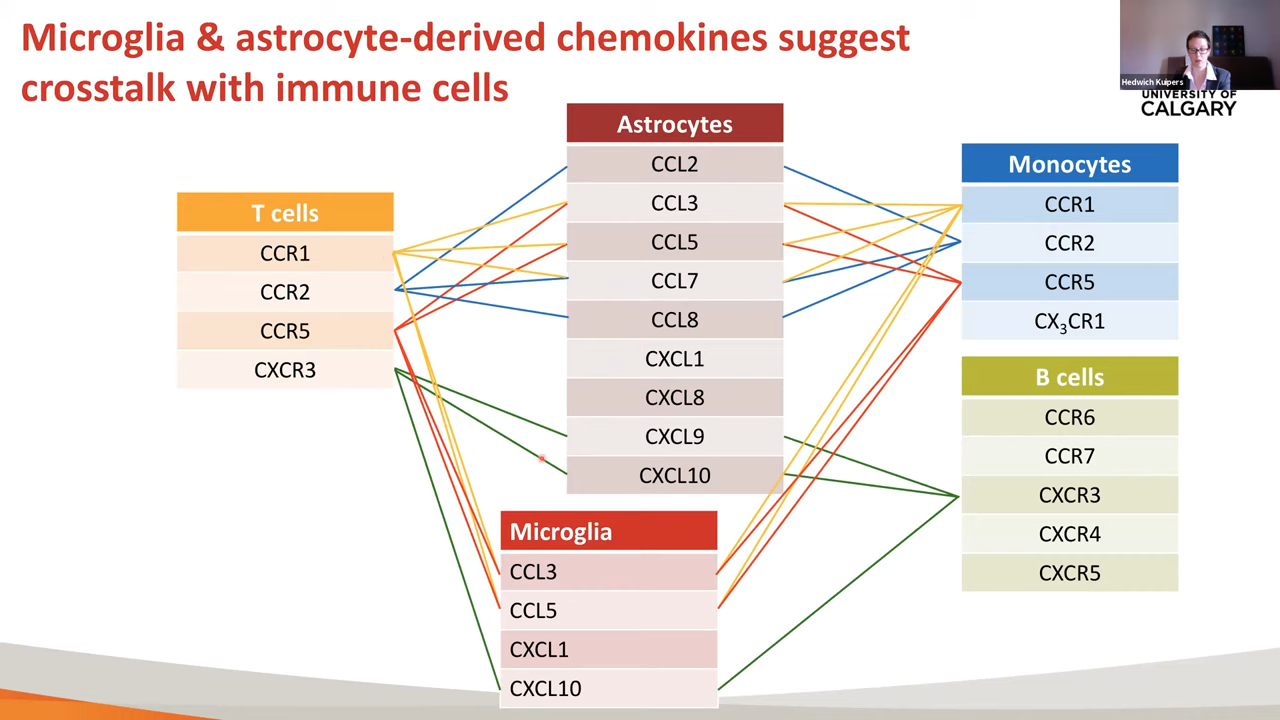 Microglia & astrocyte-derived chemokines suggest
crosstalk with immune cells
Hedwich Kuipers
UNIVERSITY OF
CALGARY
T cells
CCR1
CCR2
CCR5
CXCR3
Astrocytes
CCL2
CCL3
CCL5
CCL7
CCL8
CXCL1
CXCL8
CXCL9
CXCL10
Microglia
CCL3
CCL5
CXCL1
CXCL10
Monocytes
CCR1
CCR2
CCR5
CX₃CR1
B cells
CCR6
CCR7
CXCR3
CXCR4
CXCR5